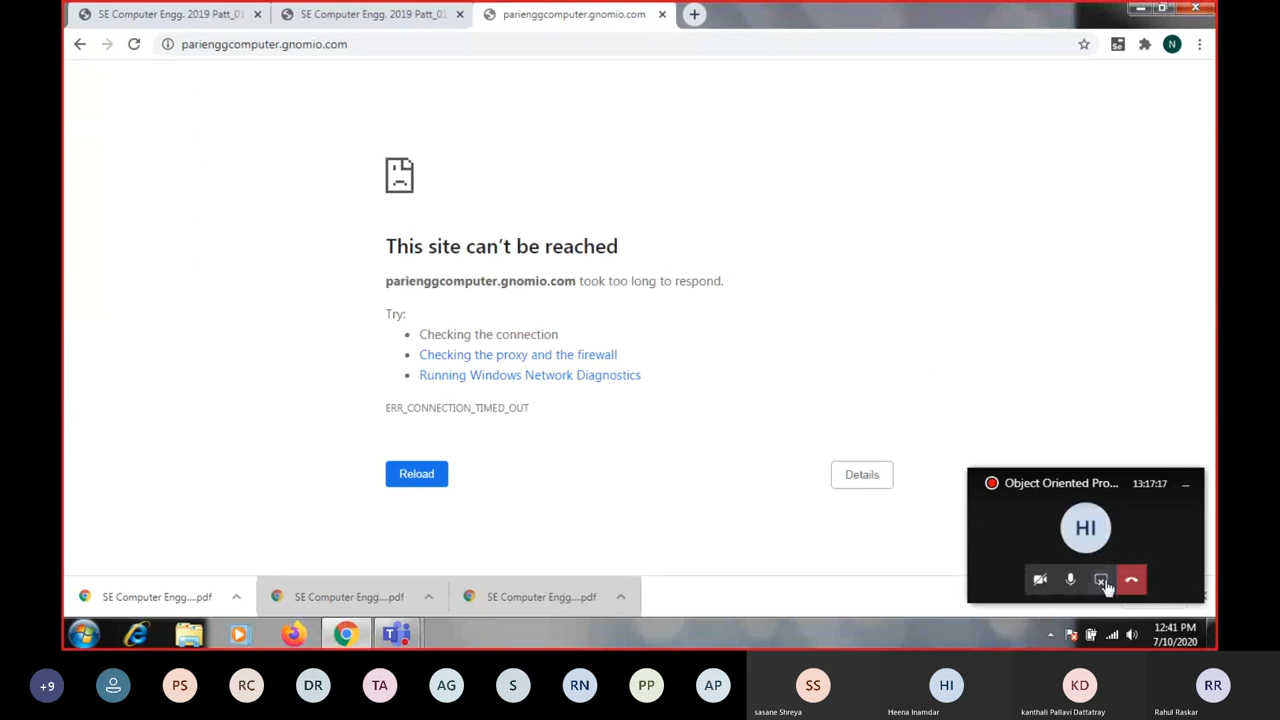 SE Computer Engg. 2019 Patt_01
SE Computer Engg. 2019 Patt_01
parienggcomputer.gnomio.com
parienggcomputer.gnomio.com
Se
N
This site can't be reached
parienggcomputer.gnomio.com took too long to respond.
Try:
Checking the connection
Checking the proxy and the firewall
Running Windows Network Diagnostics
ERR_CONNECTION_TIMED_OUT
Reload
Details
Object Oriented Pro...
13:17:17
HI
SE Computer Engg....pdf
SE Computer Engg....pdf
SE Computer Engg....pdf
12:41 PM
7/10/2020
+9
PS
RC
DR
TA
AG
S
RN
PP
AP
SS
HI
KD
RR
sasane Shreya
Heena Inamdar
kanthali Pallavi Dattatray
Rahul Raskar